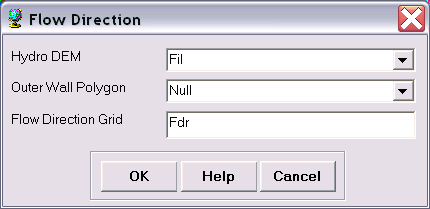 Flow Direction
Hydro DEM Fil
Outer Wall Polygon Null
Flow Direction Grid Fdr
OK Help Cancel